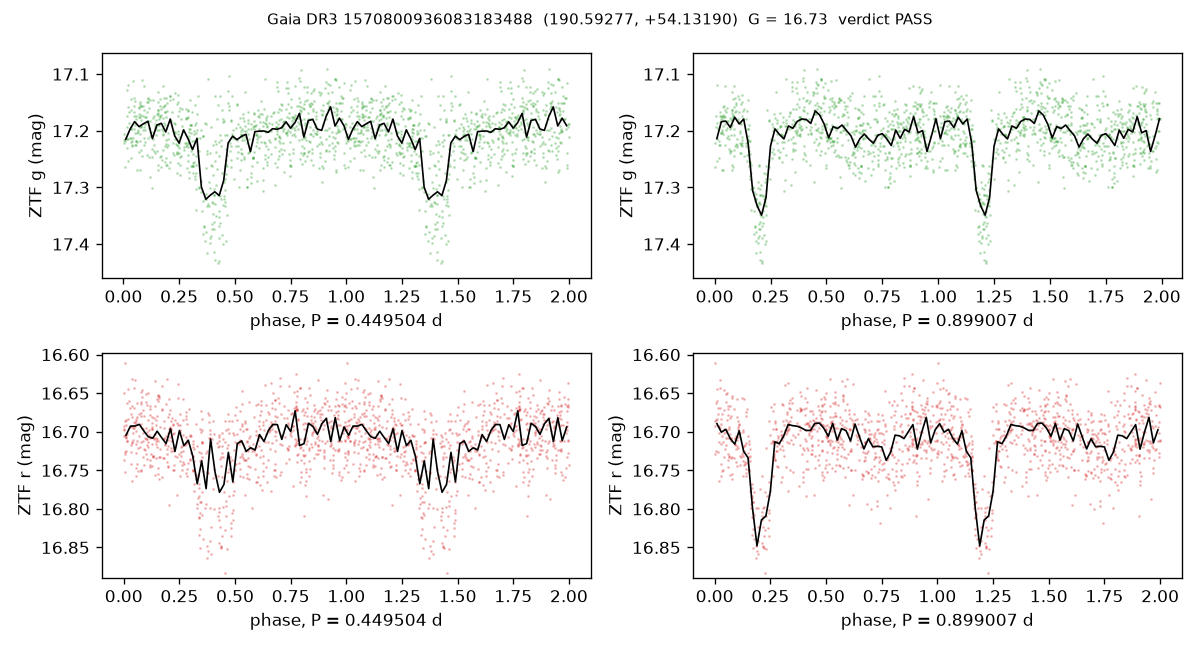 Gaia DR3 1570800936083183488 (190.59277, +54.13190) G = 16.73 verdict PASS
ZTF g (mag)
17.1
17.2
17.3
17.4
0.00 0.25 0.50 0.75 1.00 1.25 1.50 1.75 2.00
phase, P = 0.449504 d
ZTF g (mag)
17.1
17.2
17.3
17.4
0.00 0.25 0.50 0.75 1.00 1.25 1.50 1.75 2.00
phase, P = 0.899007 d
ZTF r (mag)
16.60
16.65
16.70
16.75
16.80
16.85
0.00 0.25 0.50 0.75 1.00 1.25 1.50 1.75 2.00
phase, P = 0.449504 d
ZTF r (mag)
16.60
16.65
16.70
16.75
16.80
16.85
0.00 0.25 0.50 0.75 1.00 1.25 1.50 1.75 2.00
phase, P = 0.899007 d